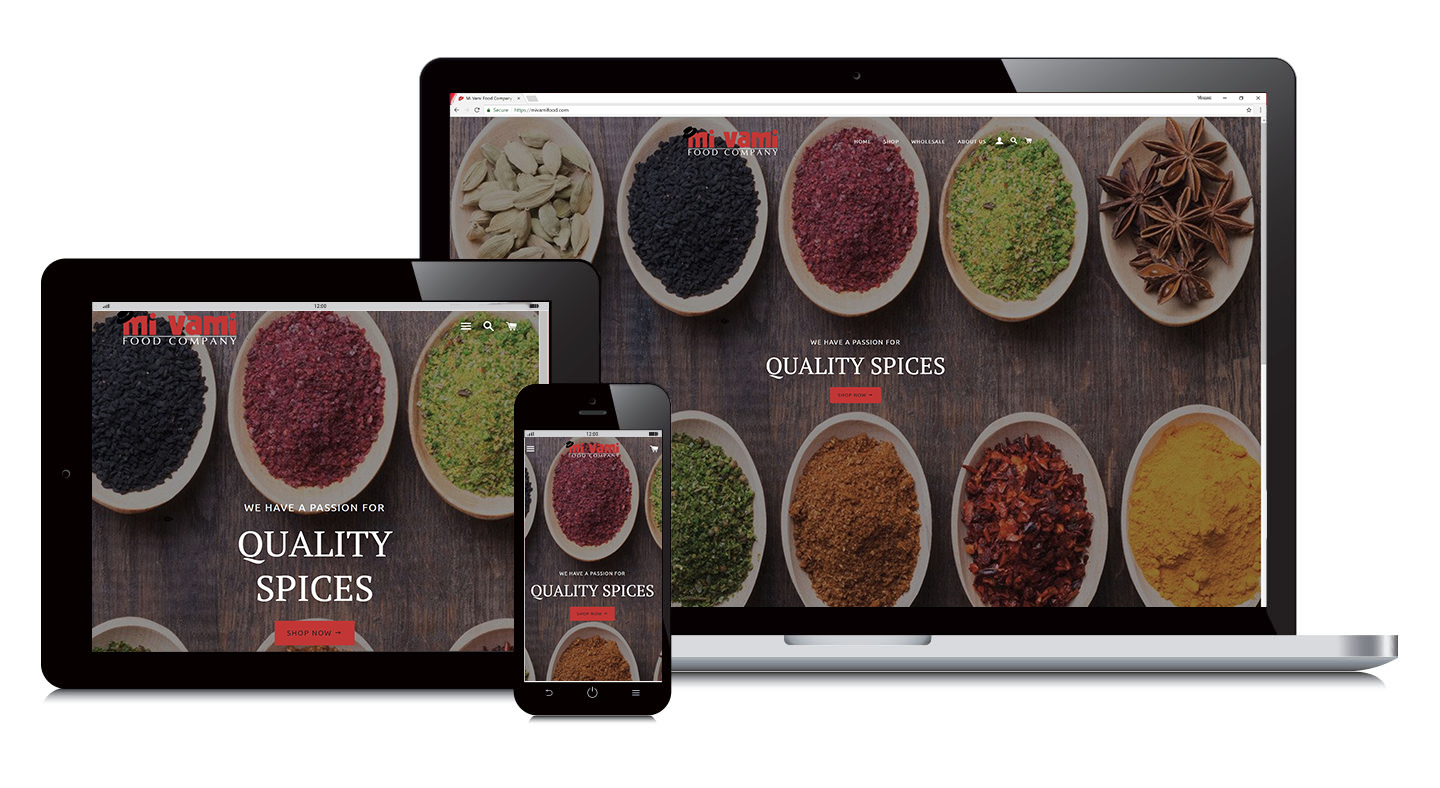 Mi Vami Food Company
Secure
https://mivamifood.com
mi vami
FOOD COMPANY
HOME SHOP WHOLESALE ABOUT US
WE HAVE A PASSION FOR
QUALITY SPICES
SHOP NOW →
12:00
mi vami
FOOD COMPANY
WE HAVE A PASSION FOR
QUALITY
SPICES
SHOP NOW →
12:00
mi vami
FOOD COMPANY
WE HAVE A PASSION FOR
QUALITY SPICES
SHOP NOW →